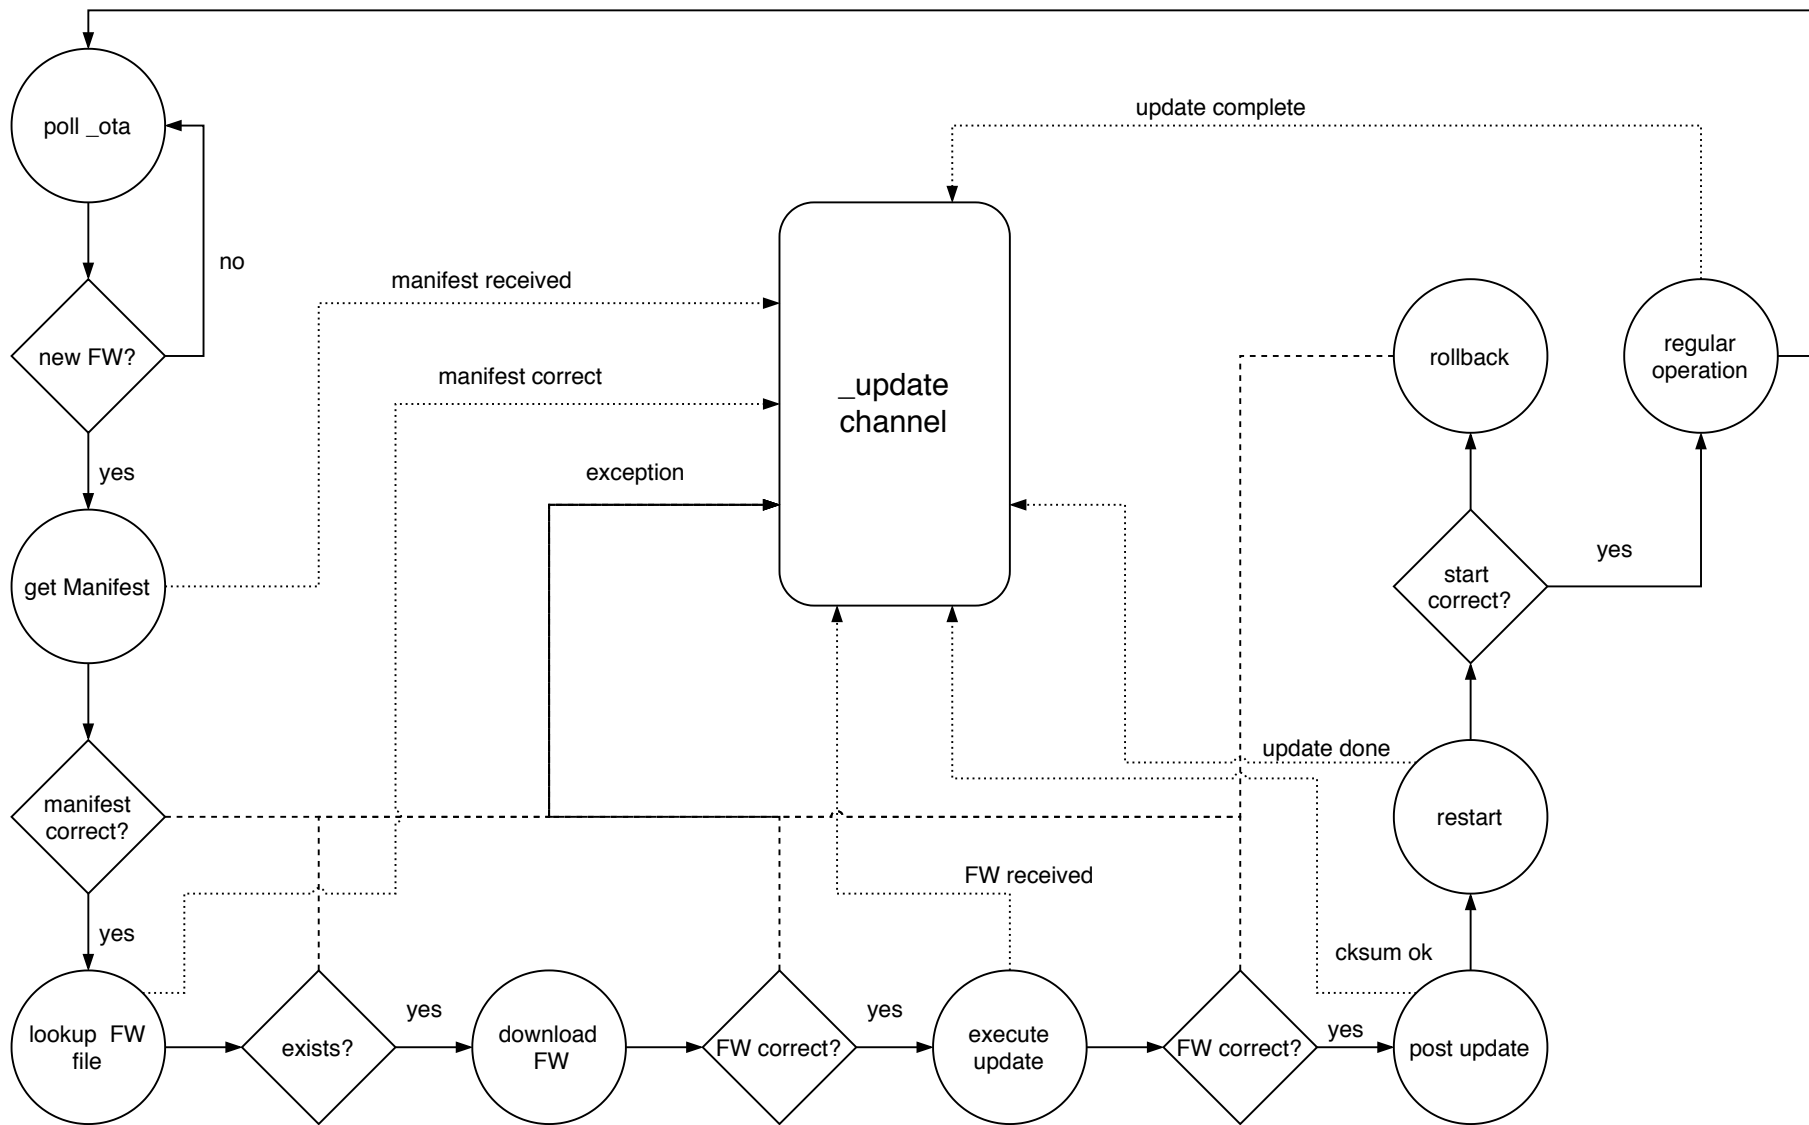 update complete
poll _ota
no
manifest received
new FW?
manifest correct
_update
channel
rollback
regular
operation
yes
exception
yes
get Manifest
start
correct?
update done
manifest
correct?
restart
FW received
yes
cksum ok
yes
yes
lookup  FW
file
exists?
download
FW
FW correct?
execute
update
FW correct?
yes
post update